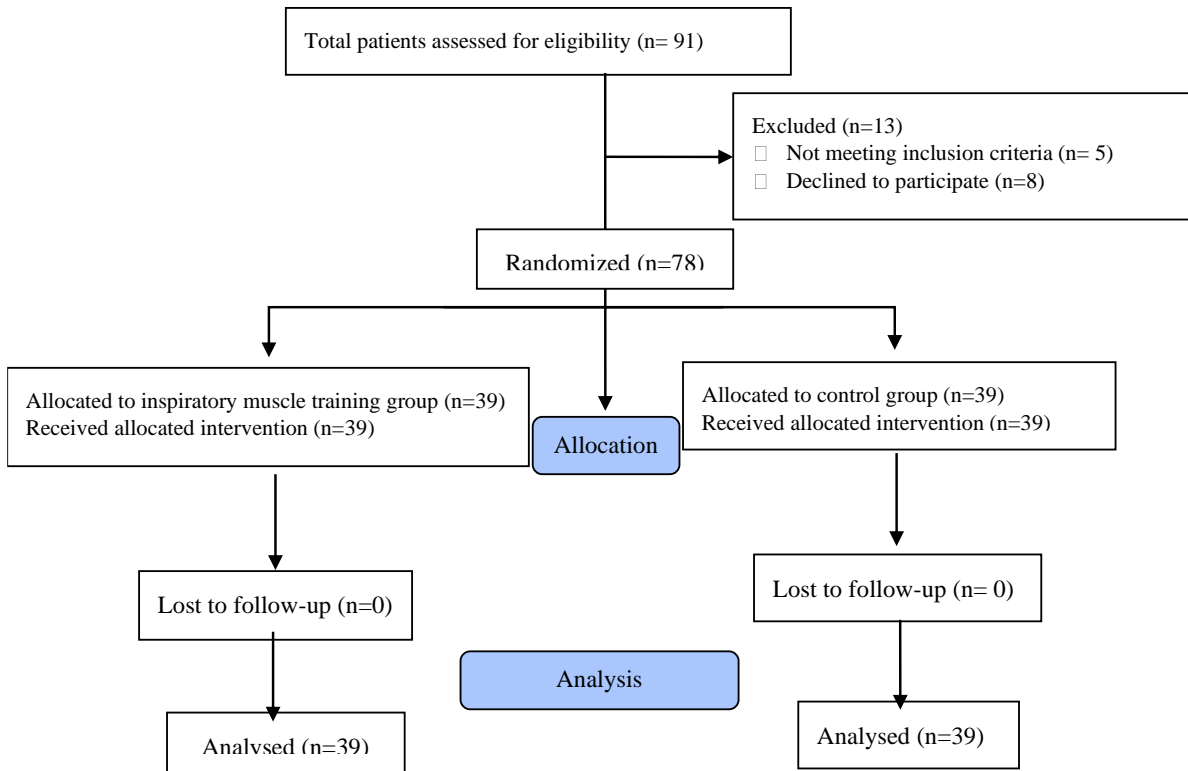 Total patients assessed for eligibility (n= 91)
Excluded (n=13)
Not meeting inclusion criteria (n= 5)
Declined to participate (n=8)
Randomized (n=78)
Allocated to inspiratory muscle training group (n=39)
Received allocated intervention (n=39)
Allocated to control group (n=39)
Received allocated intervention (n=39)
Allocation
Lost to follow-up (n=0)
Lost to follow-up (n= 0)
Analysis
Analysed (n=39)
Analysed (n=39)